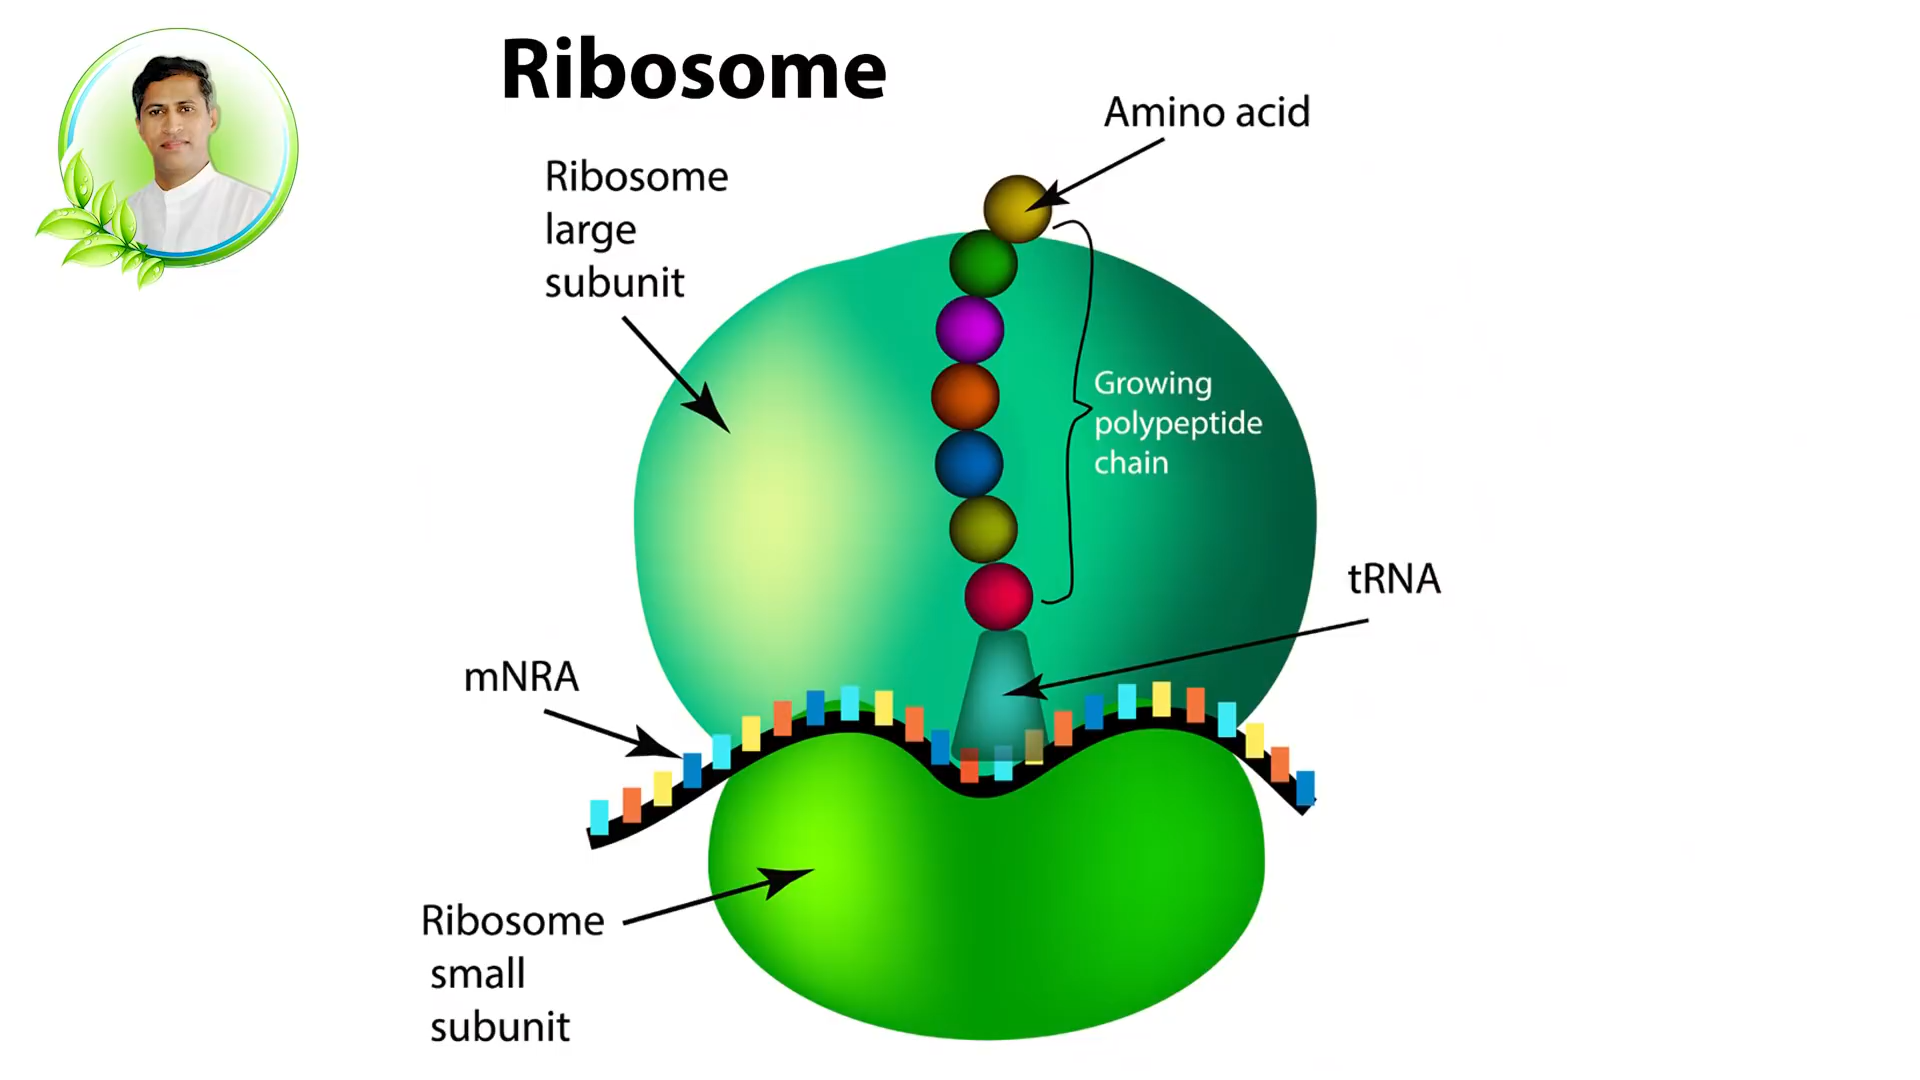 Ribosome
Amino acid
Ribosome
large
subunit
Growing
polypeptide
chain
tRNA
mNRA
Ribosome
small
subunit